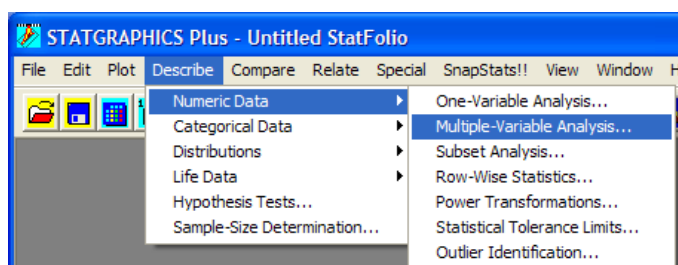 STATGRAPHICS Plus - Untitled StatFolio
File Edit Plot Describe Compare Relate Special SnapStats!! View Window
Numeric Data
Categorical Data
Distributions
Life Data
Hypothesis Tests...
Sample-Size Determination...
One-Variable Analysis...
Multiple-Variable Analysis...
Subset Analysis...
Row-Wise Statistics...
Power Transformations...
Statistical Tolerance Limits...
Outlier Identification...